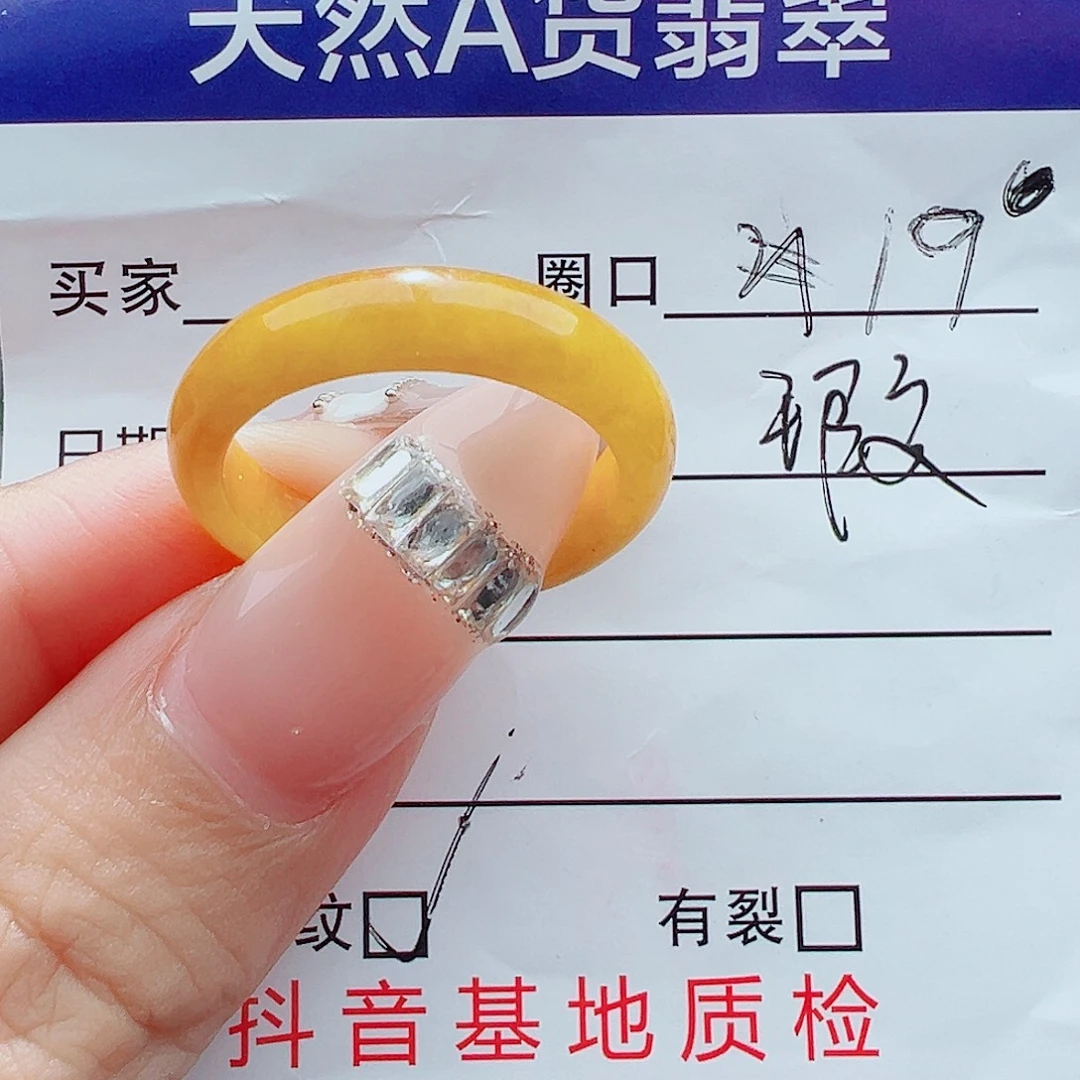 天然A货翡翠
买家 圈口 19
日期
纹 有裂
抖音基地质检